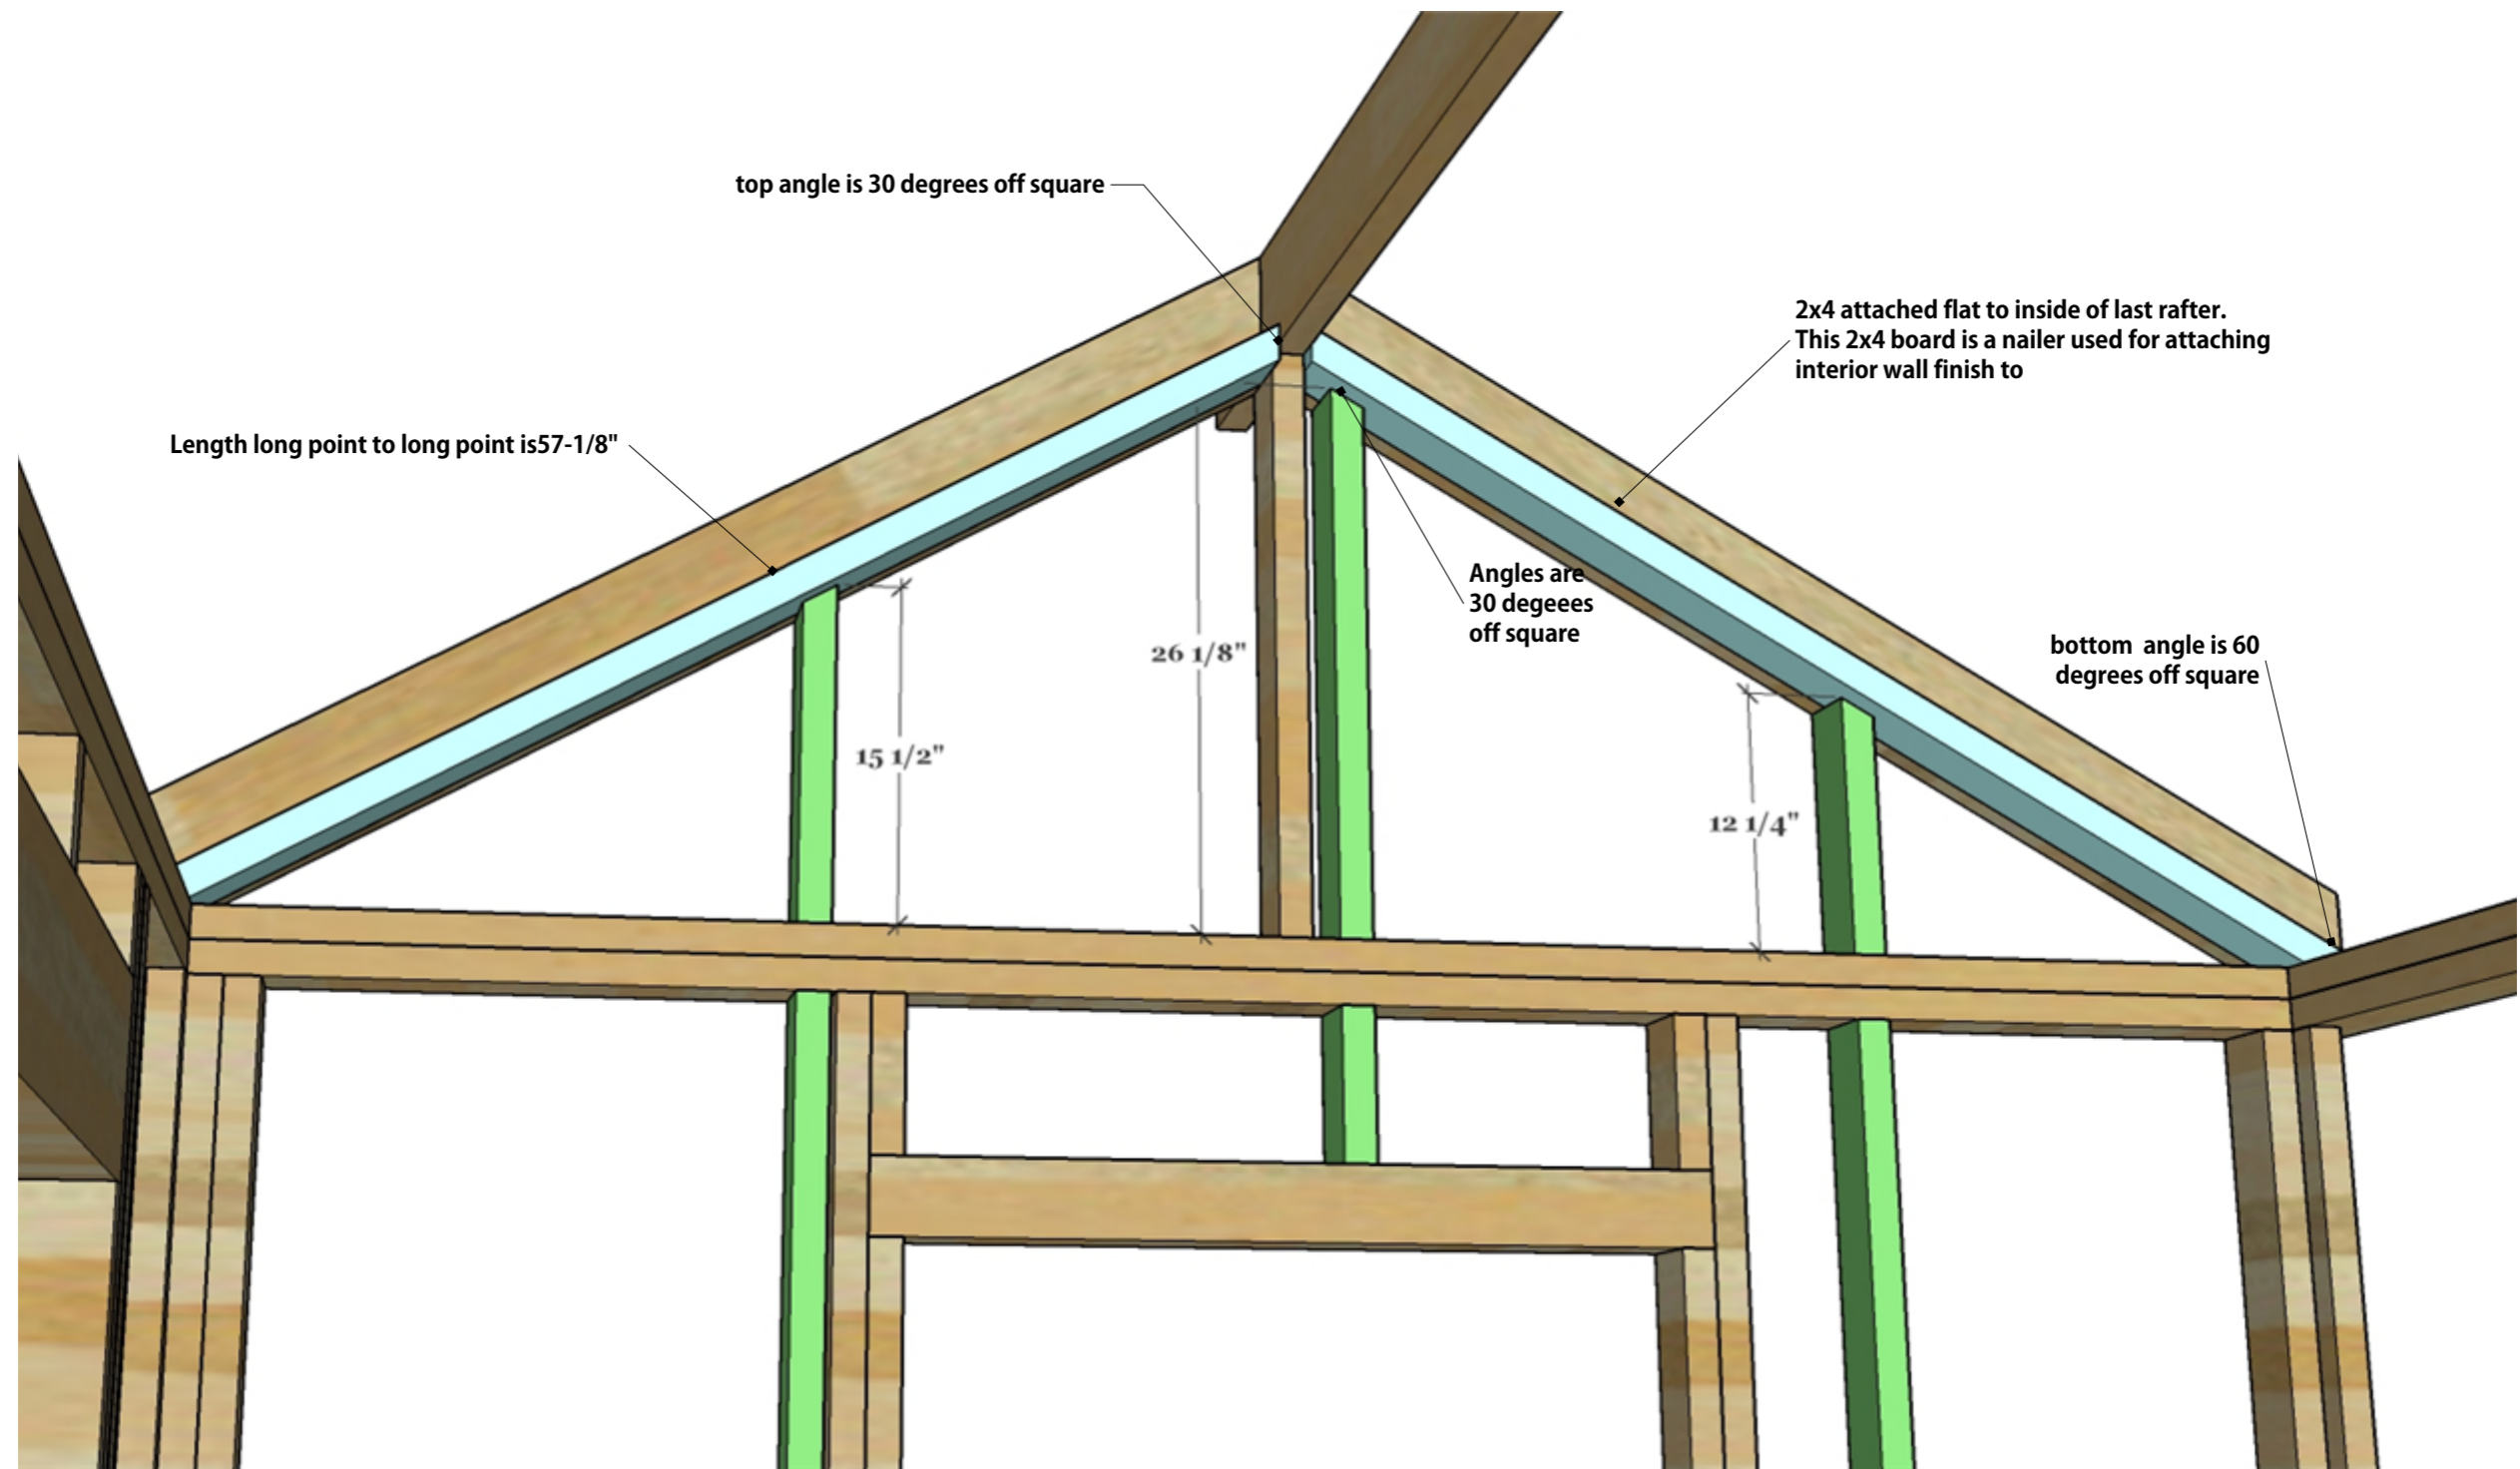 top angle is 30 degrees off square
2x4 attached flat to inside of last rafter.
This 2x4 board is a nailer used for attaching
interior wall finish to
Length long point to long point is57-1/8"
Angles are
30 degeees
off square
bottom  angle is 60
degrees off square
26 1/8"
15 1/2"
12 1/4"